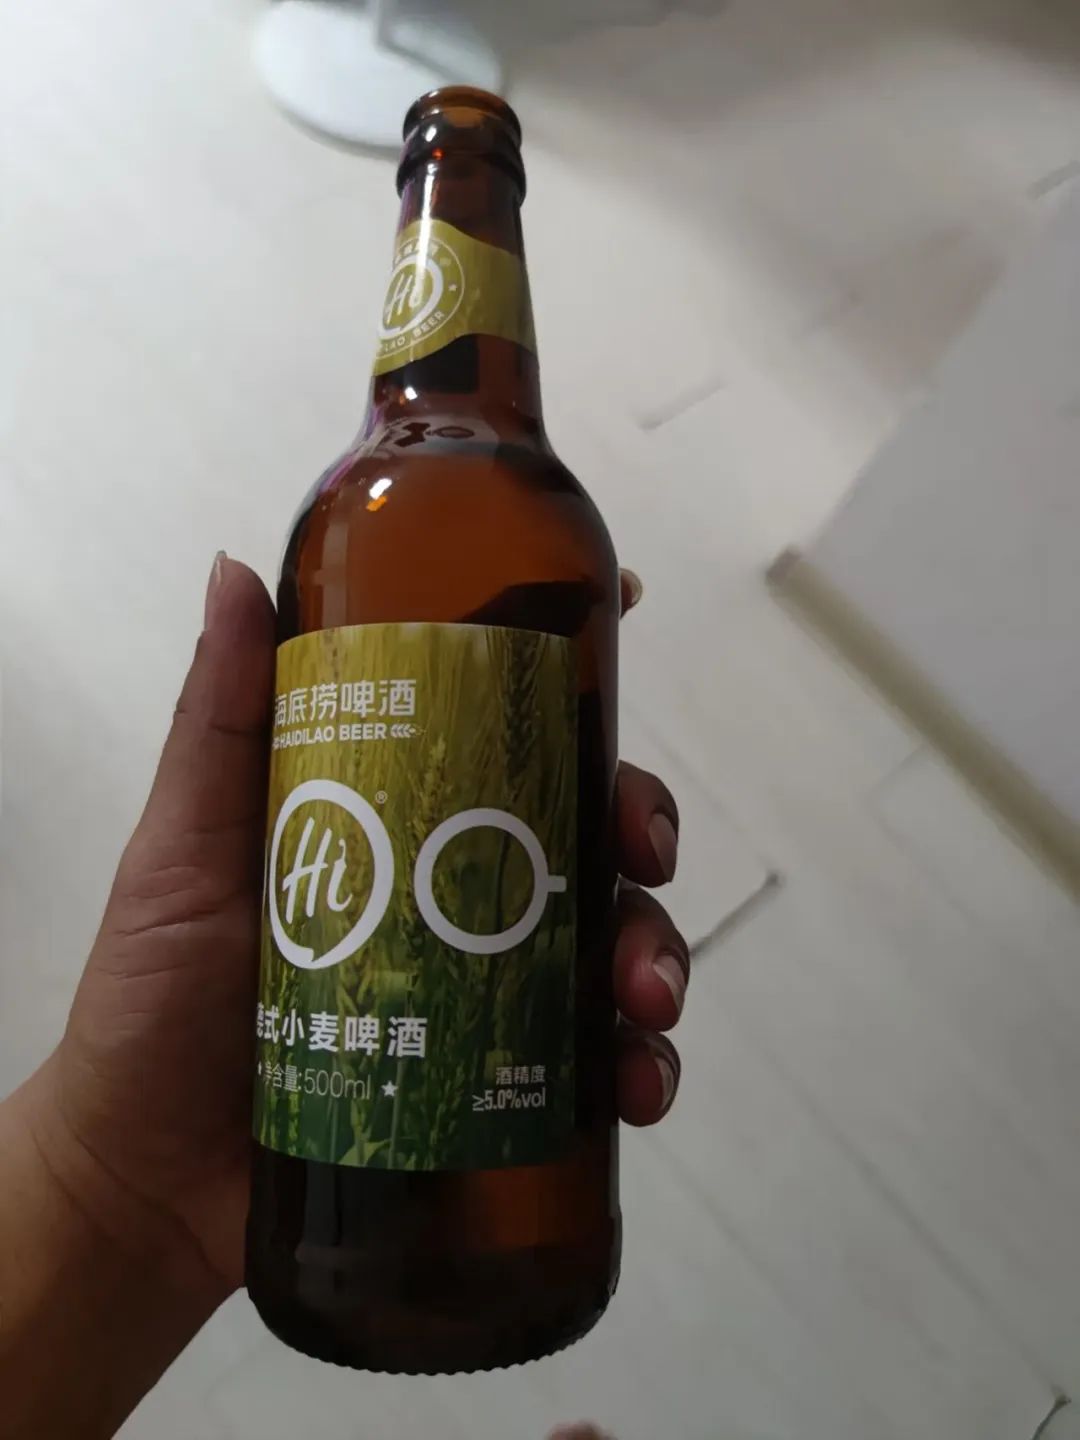 Hi
LAO BEER
海底捞啤酒
HAIDILAO BEER
Hi®
德式小麦啤酒
净含量:500ml
酒精度
≥5.0%vol